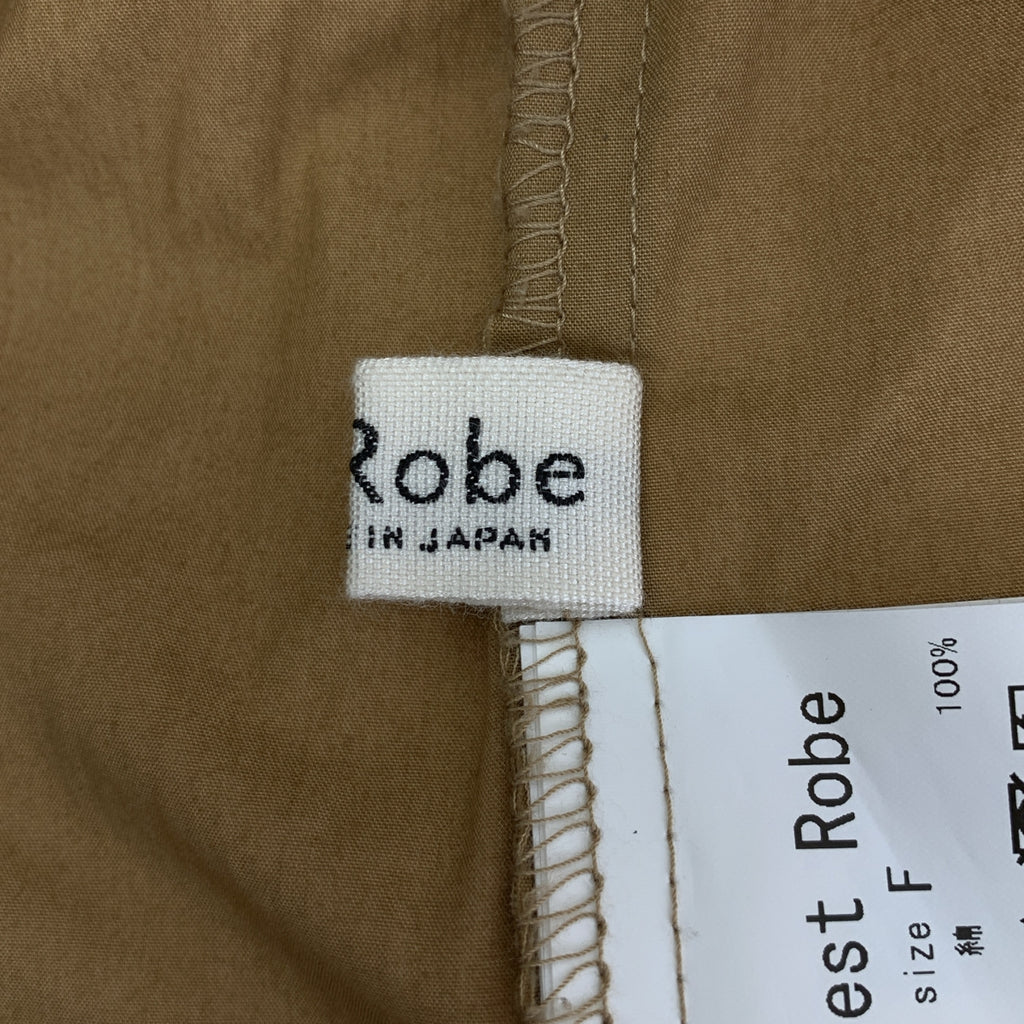 Robe
IN JAPAN
est Robe
size F
綿 100%